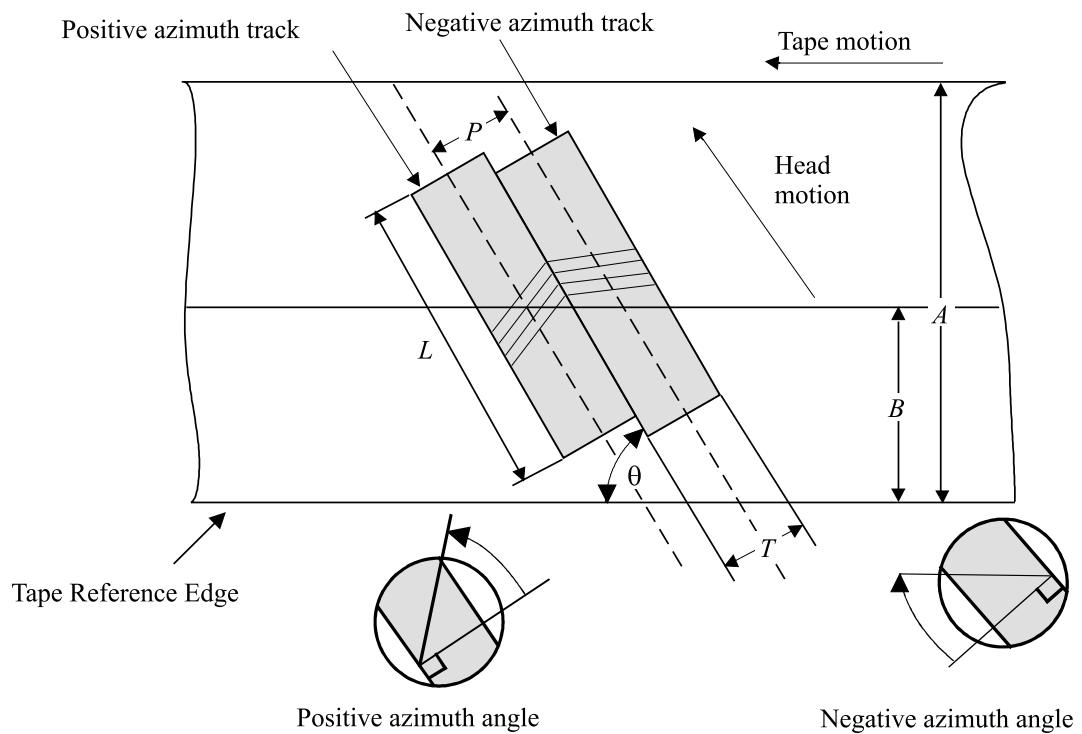 Positive azimuth track
Negative azimuth track
Tape motion
P
Head
motion
A
L
B
θ
T
Tape Reference Edge
Positive azimuth angle
Negative azimuth angle